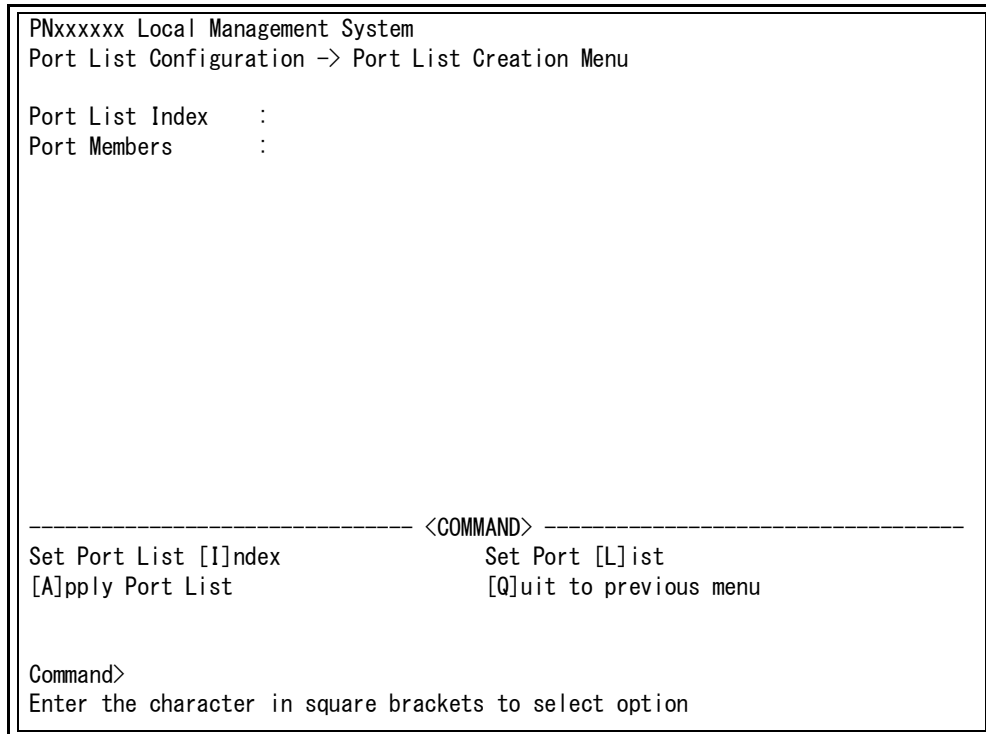 PNxxxxxx Local Management System
Port List Configuration -> Port List Creation Menu
Port List Index    :
Port Members       :
-------------------------------- <COMMAND> -----------------------------------
Set Port List [I]ndex                 Set Port [L]ist
[A]pply Port List                     [Q]uit to previous menu
Command>
Enter the character in square brackets to select option